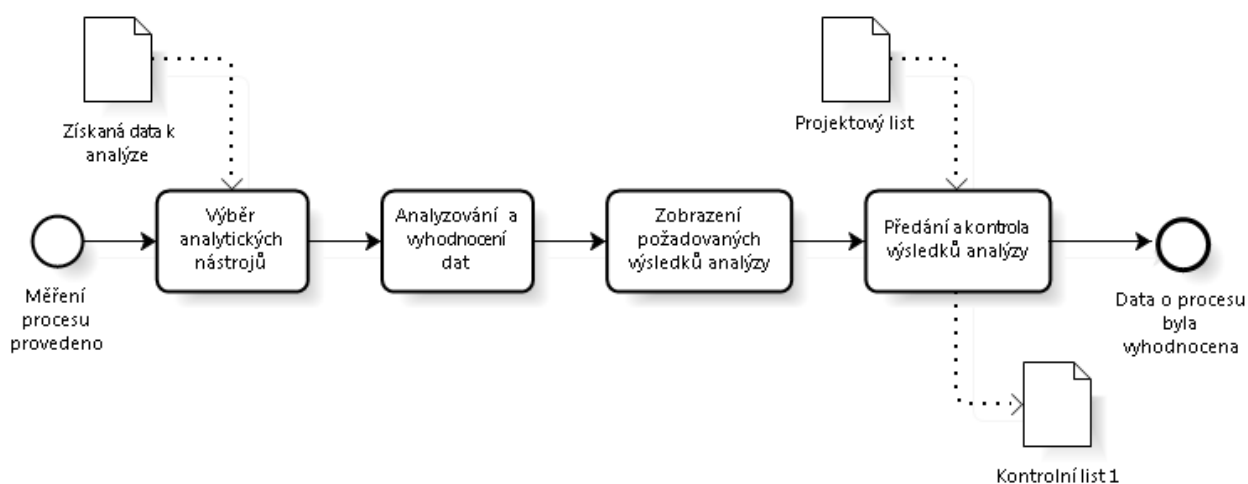 Získaná data k
analýze
Projektový list
Výběr
analytických
nástrojů
Analyzování a
vyhodnocení
dat
Zobrazení
požadovaných
výsledků analýzy
Předání a kontrola
výsledků analýzy
Měření
procesu
provedeno
Data o procesu
byla
vyhodnocena
Kontrolní list 1